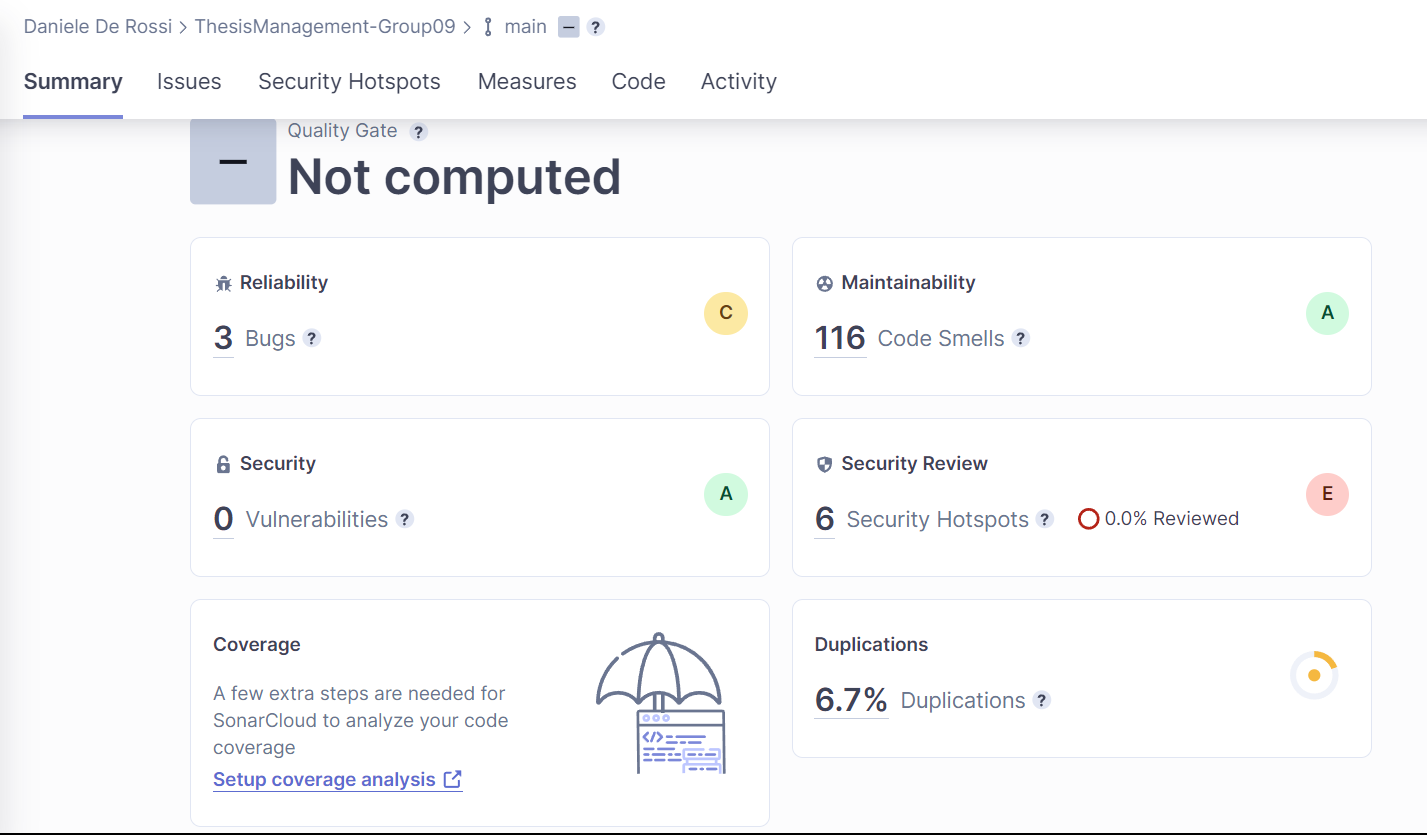 Daniele De Rossi > ThesisManagement-Group09 > main – ?
Summary Issues Security Hotspots Measures Code Activity
Quality Gate ?
– Not computed
Reliability
3 Bugs ?
C
Maintainability
116 Code Smells ?
A
Security
0 Vulnerabilities ?
A
Security Review
6 Security Hotspots ? 0.0% Reviewed
E
Coverage
A few extra steps are needed for
SonarCloud to analyze your code
coverage
Setup coverage analysis
</>
Duplications
6.7% Duplications ?